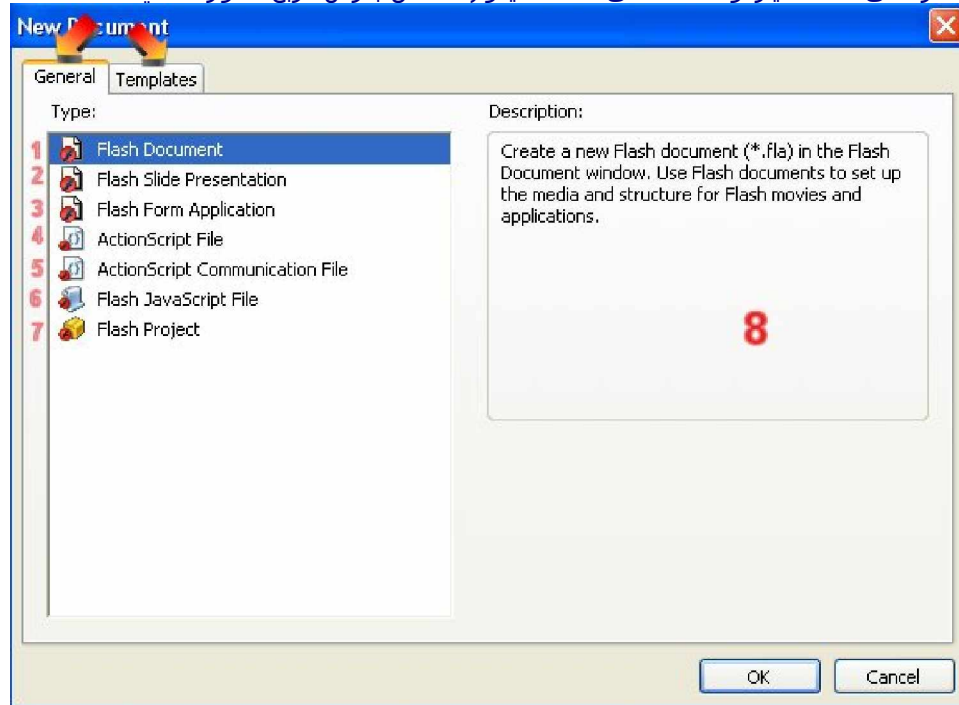 New Document
General Templates
Type:
Description:
1 Flash Document
2 Flash Slide Presentation
3 Flash Form Application
4 ActionScript File
5 ActionScript Communication File
6 Flash JavaScript File
7 Flash Project
Create a new Flash document (*.fla) in the Flash
Document window. Use Flash documents to set up
the media and structure for Flash movies and
applications.
8
OK Cancel